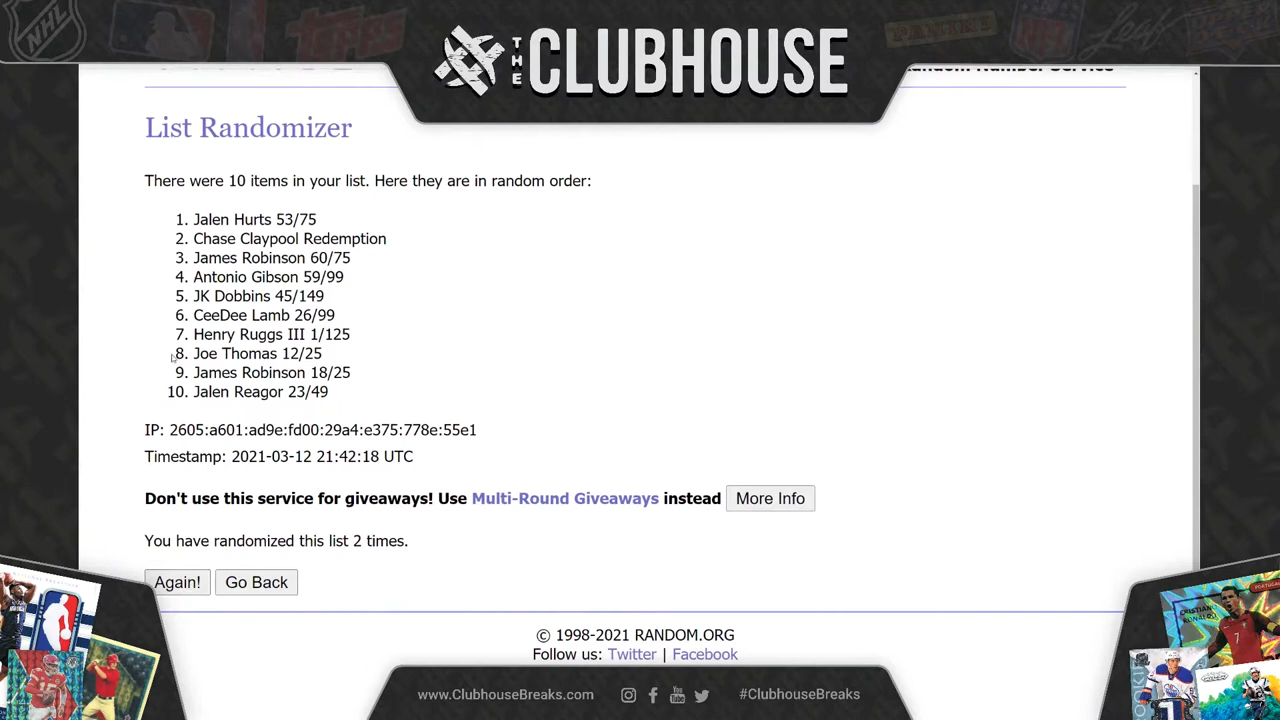 THE CLUBHOUSE
List Randomizer
There were 10 items in your list. Here they are in random order:
1. Jalen Hurts 53/75
2. Chase Claypool Redemption
3. James Robinson 60/75
4. Antonio Gibson 59/99
5. JK Dobbins 45/149
6. CeeDee Lamb 26/99
7. Henry Ruggs III 1/125
8. Joe Thomas 12/25
9. James Robinson 18/25
10. Jalen Reagor 23/49
IP: 2605:a601:ad9e:fd00:29a4:e375:778e:55e1
Timestamp: 2021-03-12 21:42:18 UTC
Don't use this service for giveaways! Use Multi-Round Giveaways instead More Info
You have randomized this list 2 times.
Again! Go Back
© 1998-2021 RANDOM.ORG
Follow us: Twitter | Facebook
www.ClubhouseBreaks.com #ClubhouseBreaks